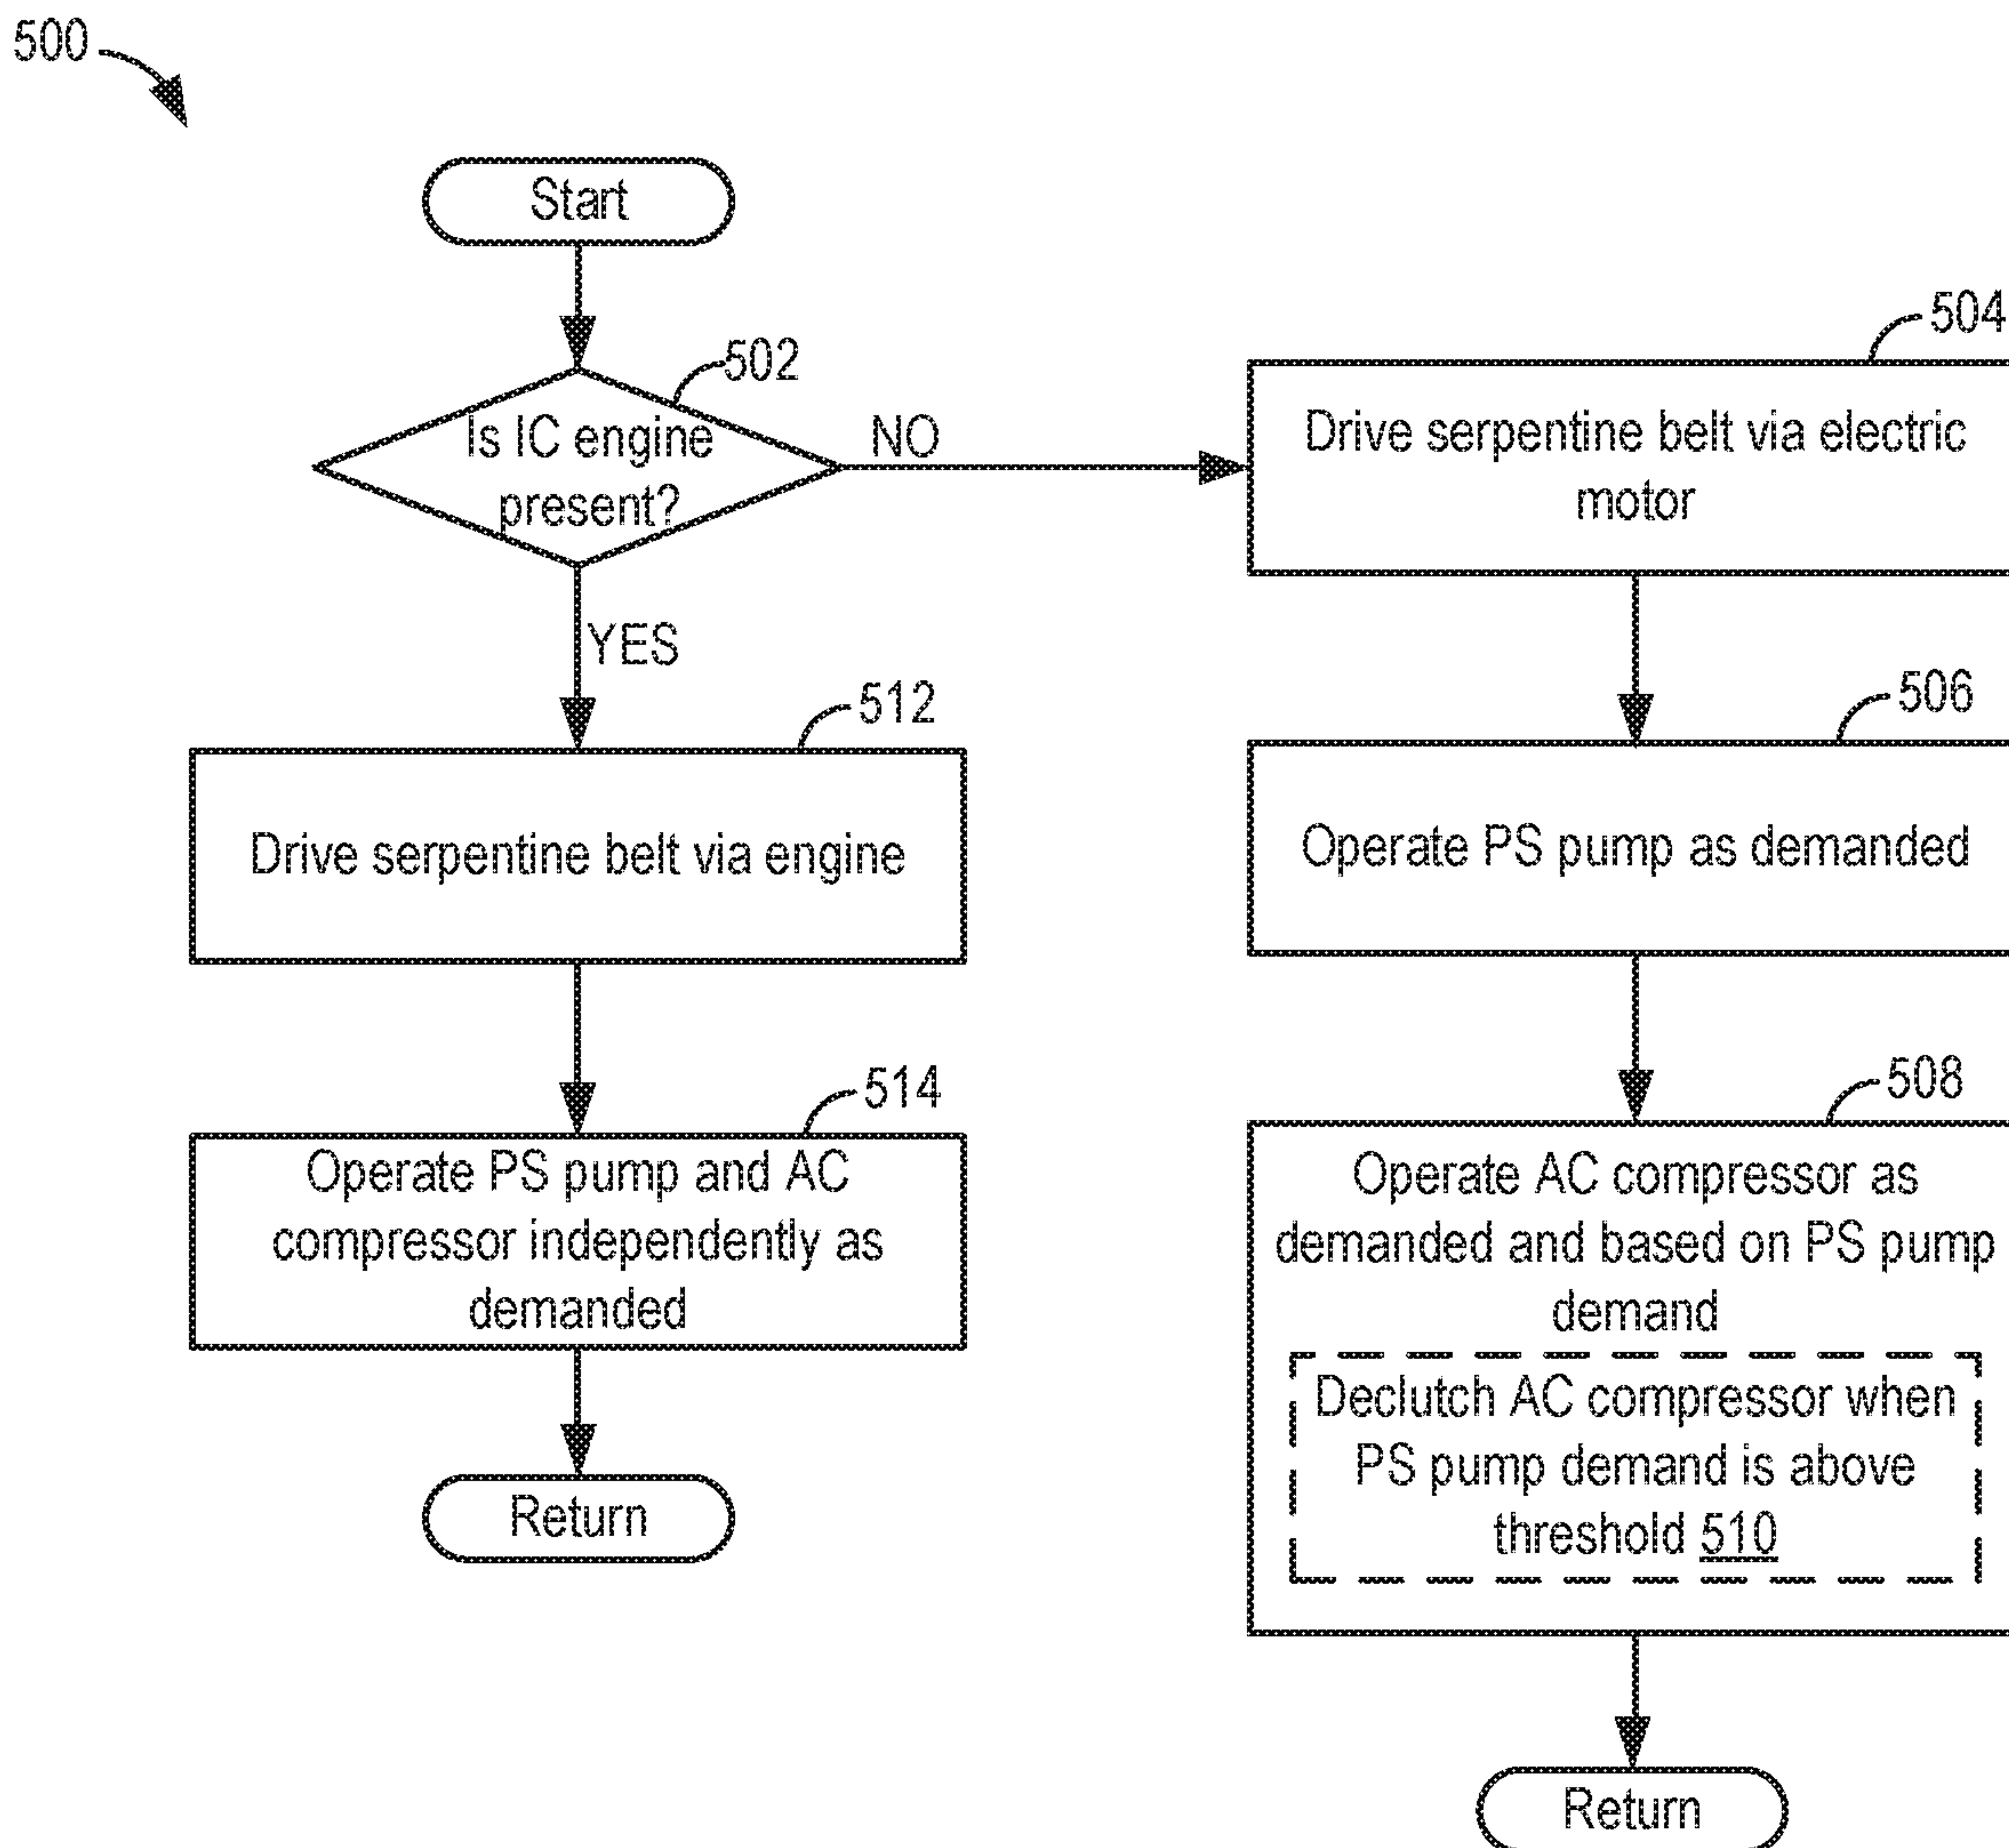 500
Start
502
Is IC engine
present?
NO
YES
512
Drive serpentine belt via engine
514
Operate PS pump and AC
compressor independently as
demanded
Return
504
Drive serpentine belt via electric
motor
506
Operate PS pump as demanded
508
Operate AC compressor as
demanded and based on PS pump
demand
Declutch AC compressor when
PS pump demand is above
threshold 510
Return